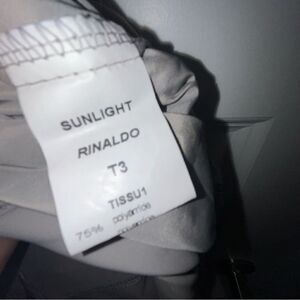 SUNLIGHT
RINALDO
T3
TISSU1
75% polyamide